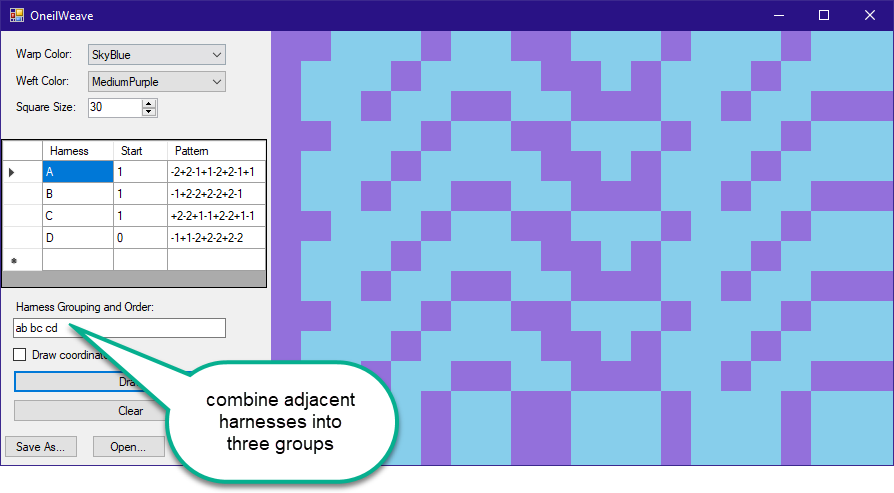 OneilWeave
Warp Color: SkyBlue
Weft Color: MediumPurple
Square Size: 30
Harness Start Pattern
A 1 -2+2-1+1-2+2-1+1
B 1 -1+2-2+2-2+2-1
C 1 +2-2+1-1+2-2+1-1
D 0 -1+1-2+2-2+2-2
Harness Grouping and Order:
ab bc cd
Draw coordinate
Dra
Clear
Save As... Open...
combine adjacent
harnesses into
three groups